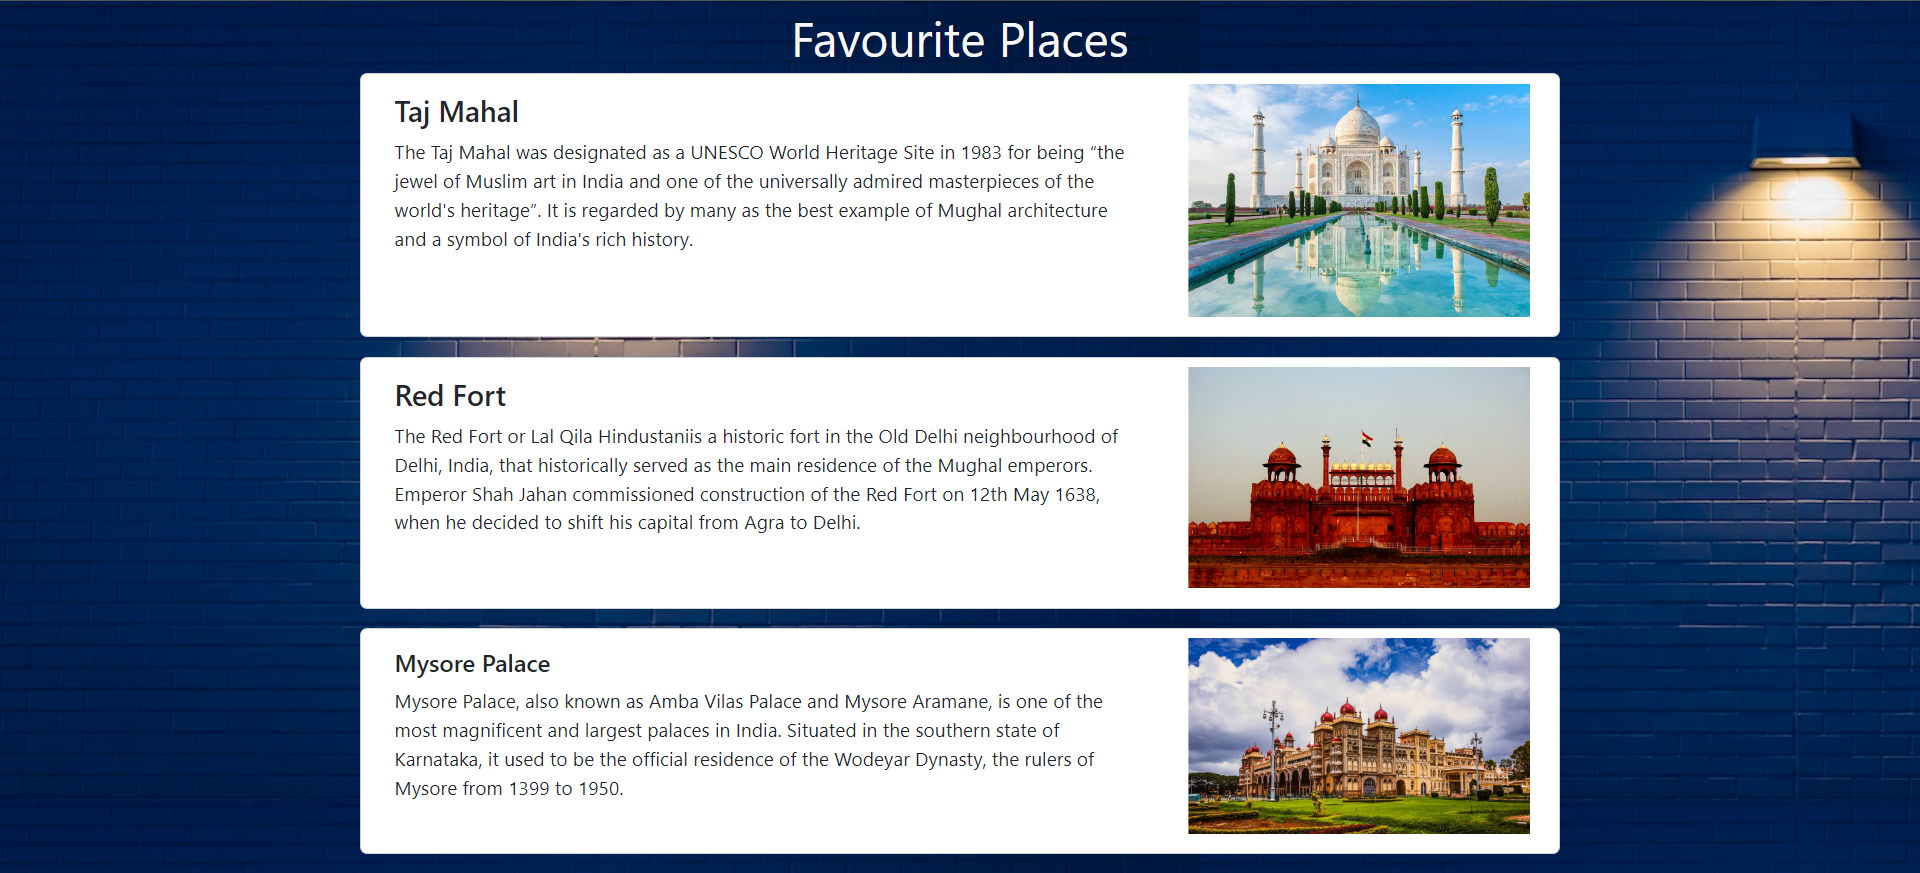 Favourite Places
Taj Mahal
The Taj Mahal was designated as a UNESCO World Heritage Site in 1983 for being “the
jewel of Muslim art in India and one of the universally admired masterpieces of the
world's heritage”. It is regarded by many as the best example of Mughal architecture
and a symbol of India's rich history.
Red Fort
The Red Fort or Lal Qila Hindustaniis a historic fort in the Old Delhi neighbourhood of
Delhi, India, that historically served as the main residence of the Mughal emperors.
Emperor Shah Jahan commissioned construction of the Red Fort on 12th May 1638,
when he decided to shift his capital from Agra to Delhi.
Mysore Palace
Mysore Palace, also known as Amba Vilas Palace and Mysore Aramane, is one of the
most magnificent and largest palaces in India. Situated in the southern state of
Karnataka, it used to be the official residence of the Wodeyar Dynasty, the rulers of
Mysore from 1399 to 1950.